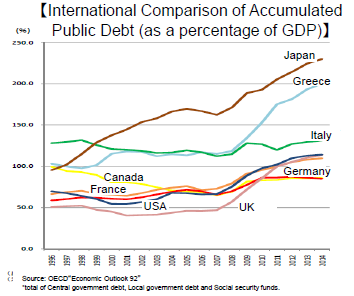 【International Comparison of Accumulated
Public Debt (as a percentage of GDP)】
(%)
250.0
200.0
150.0
100.0
50.0
0.0
Japan
Greece
Italy
Canada
Germany
France
USA
UK
1996 1997 1998 1999 2000 2001 2002 2003 2004 2005 2006 2007 2008 2009 2010 2011 2012 2013 2014
Source: OECD"Economic Outlook 92"
*total of Central government debt, Local government debt and Social security funds.